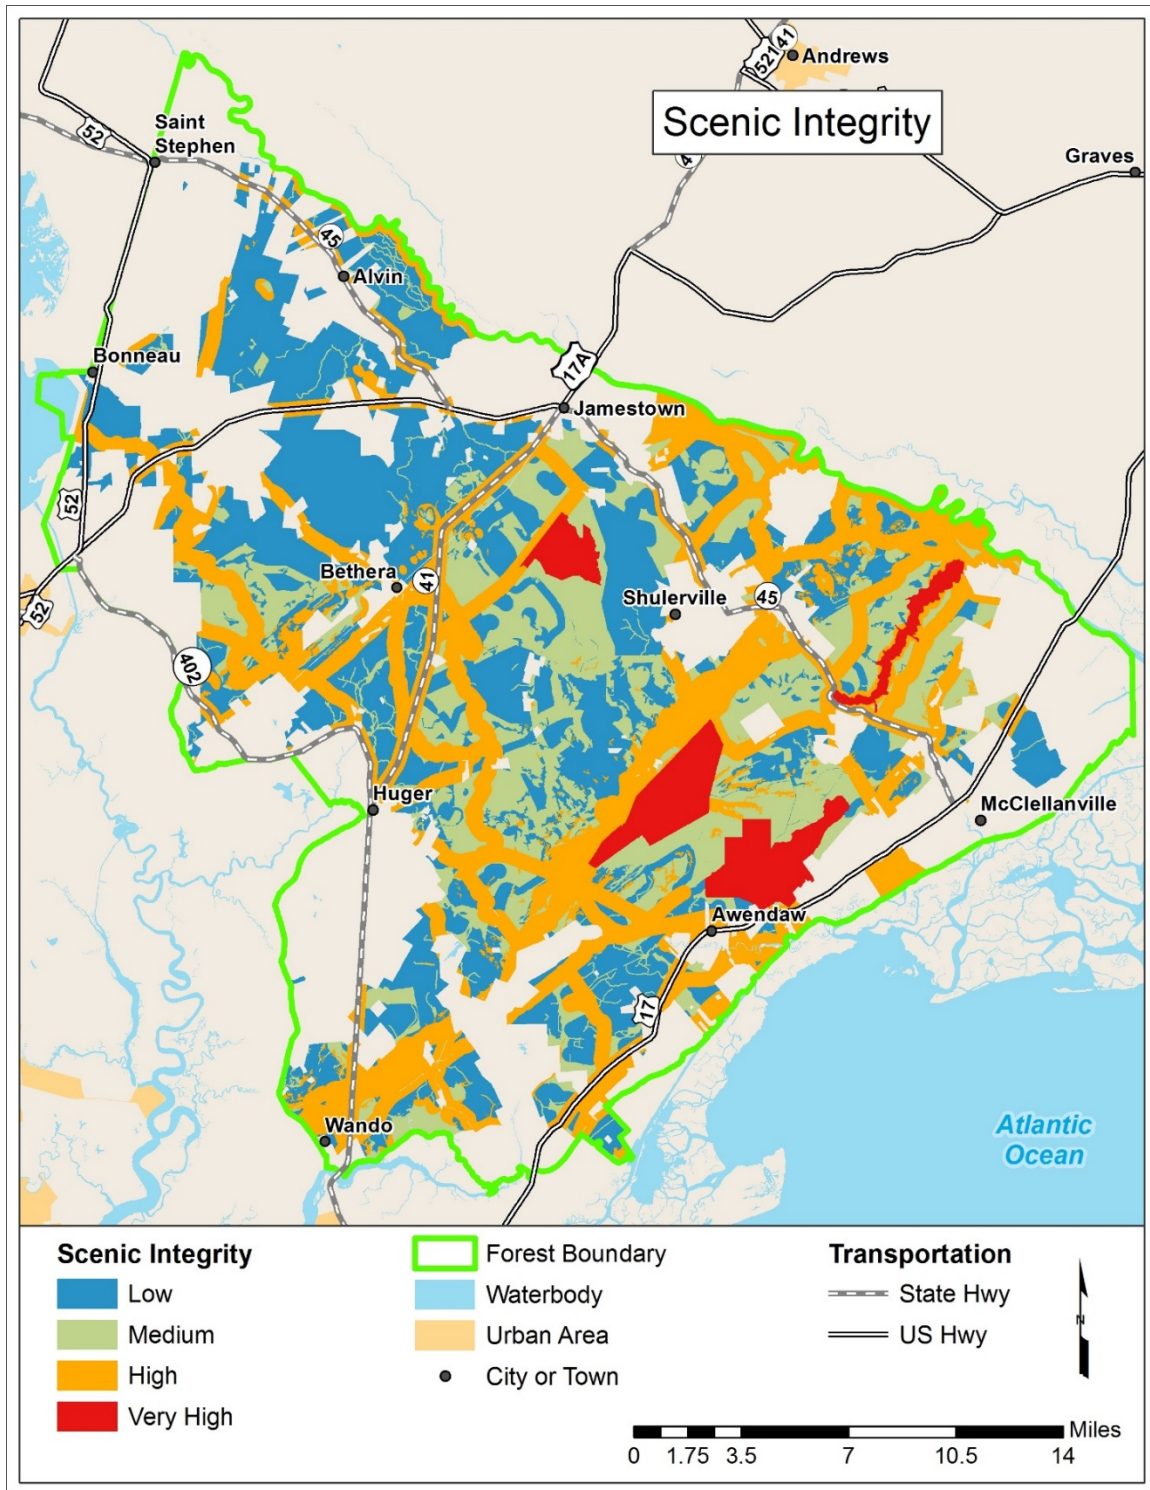 Scenic Integrity
41
521
Andrews
4
Graves
Saint
Stephen
52
45
Alvin
Bonneau
17A
Jamestown
52
Bethera
41
Shulerville
45
52
402
Huger
McClellanville
Awendaw
17
Wando
Atlantic
Ocean
Scenic Integrity
Low
Medium
High
Very High
Forest Boundary
Waterbody
Urban Area
City or Town
Transportation
State Hwy
US Hwy
N
Miles
0 1.75 3.5 7 10.5 14